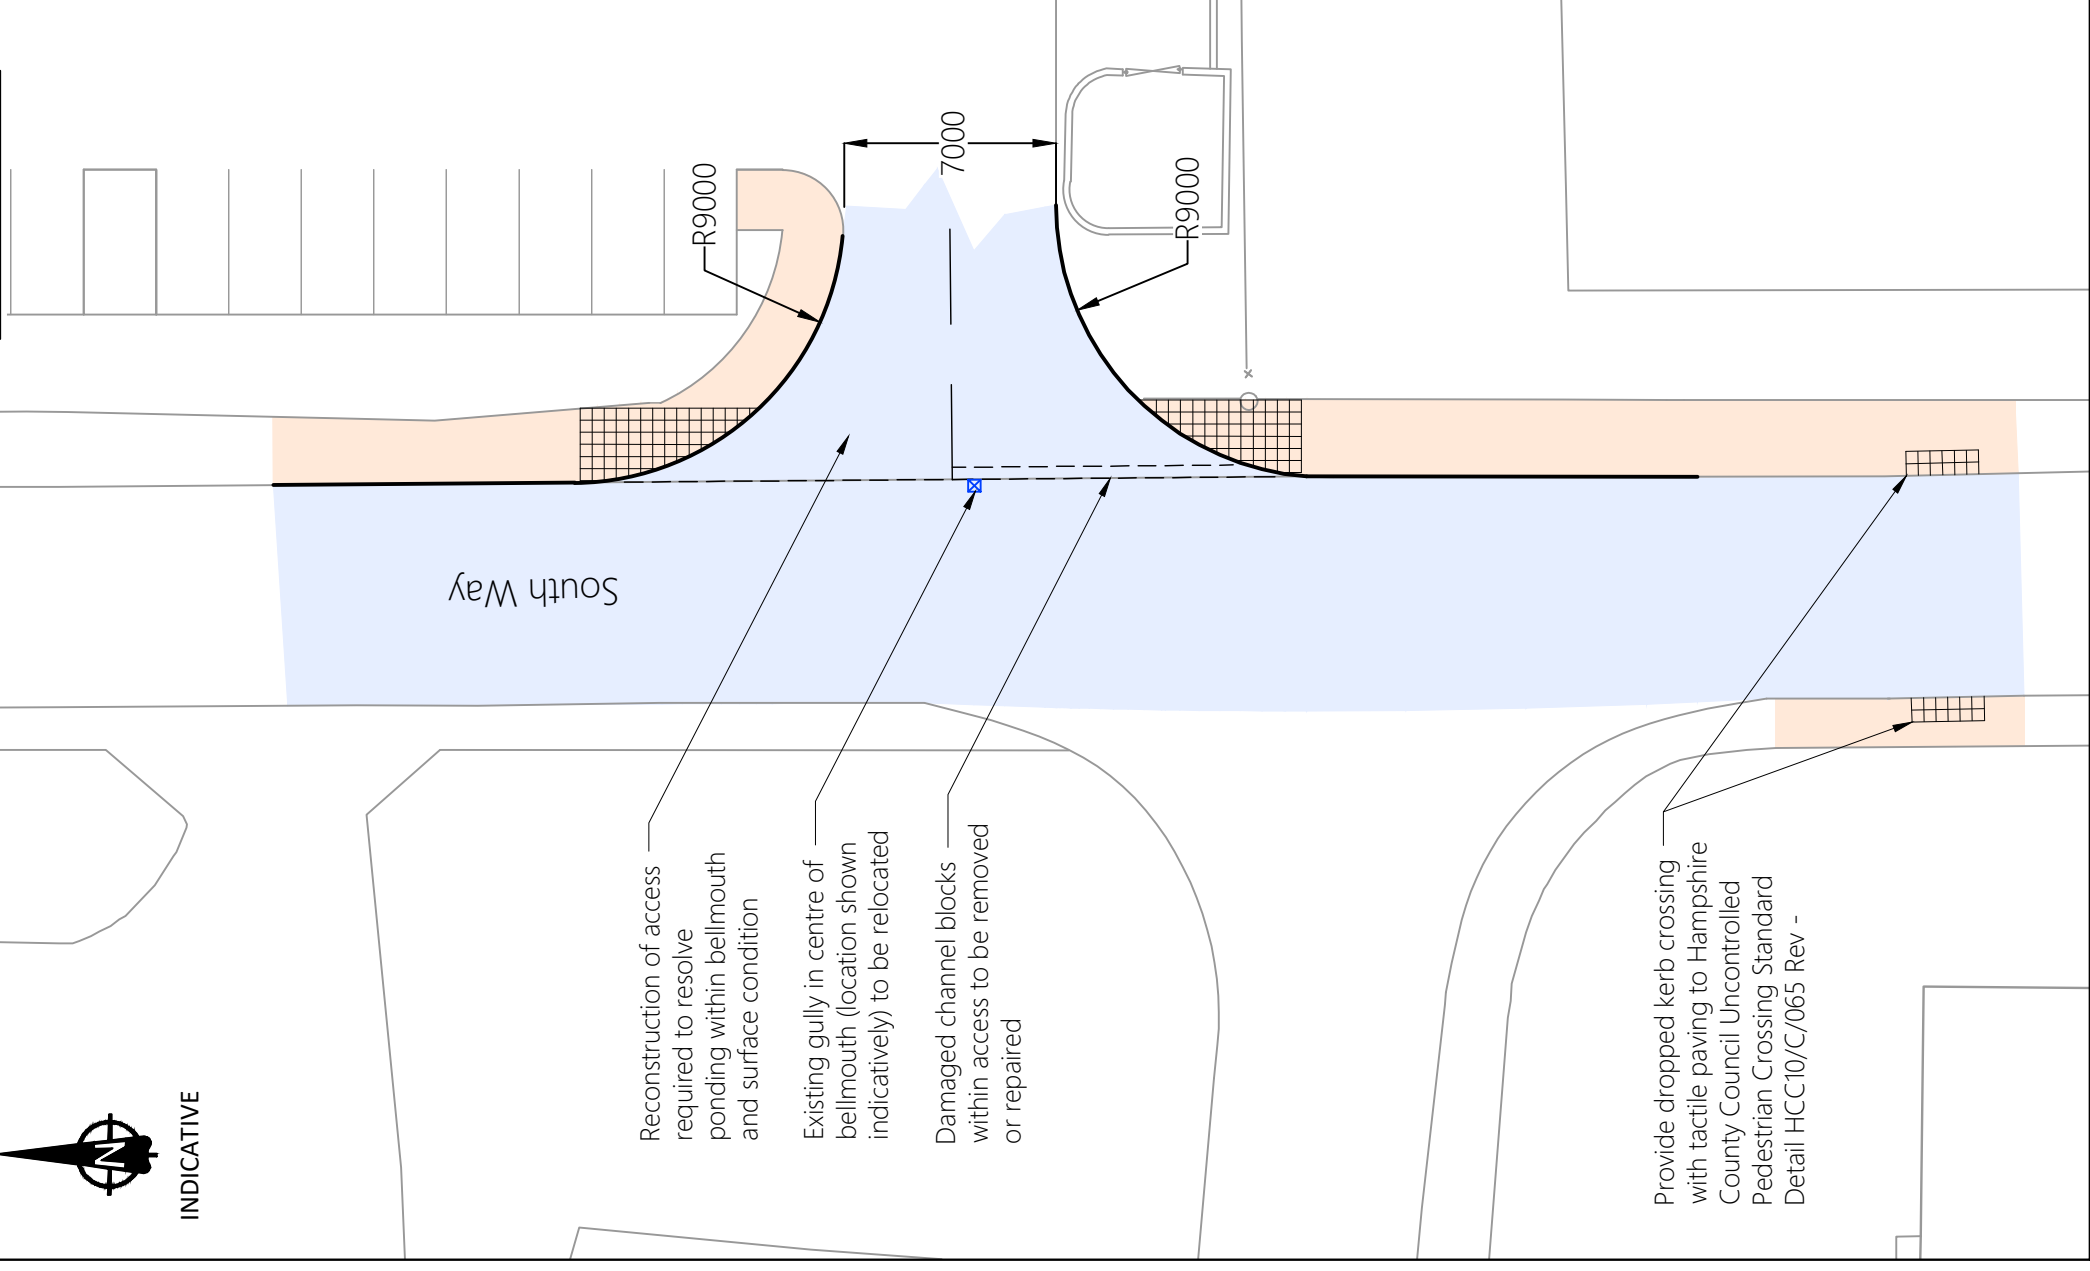 R9000
7000
R9000
South Way
Reconstruction of access
required to resolve
ponding within bellmouth
and surface condition
Existing gully in centre of
bellmouth (location shown
indicatively) to be relocated
Damaged channel blocks
within access to be removed
or repaired
Provide dropped kerb crossing
with tactile paving to Hampshire
County Council Uncontrolled
Pedestrian Crossing Standard
Detail HCC10/C/065 Rev -
N
INDICATIVE